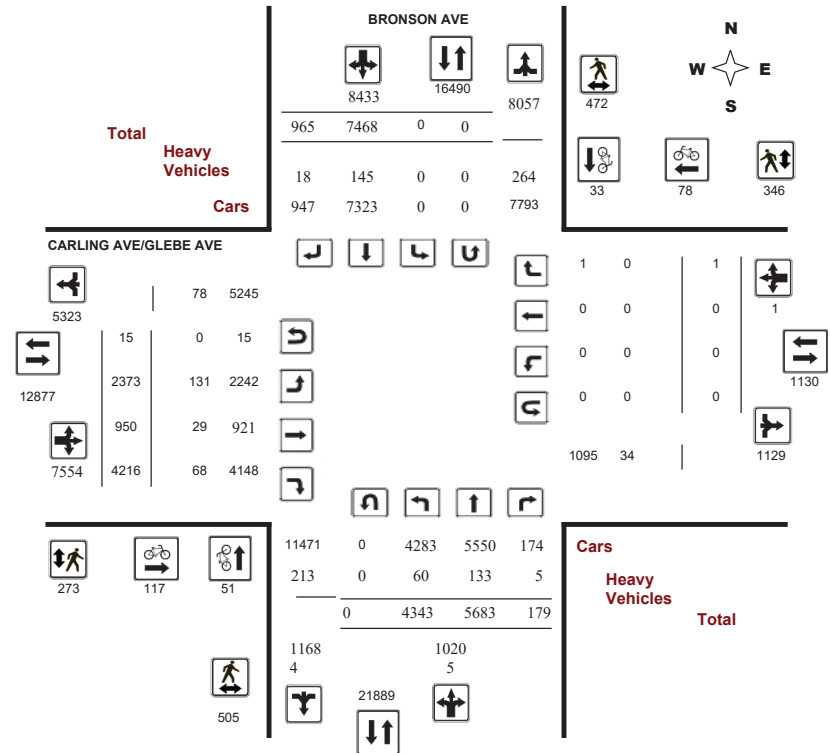 BRONSON AVE
N
W E
S
8433 16490 8057 472
Total 965 7468 0 0
Heavy
Vehicles 18 145 0 0 264
33 78 346
Cars 947 7323 0 0 7793
CARLING AVE/GLEBE AVE
1 0 1
78 5245
5323 0 0 0 1
15 0 15
12877 2373 131 2242 0 0 0 1130
0 0 0
950 29 921
7554 4216 68 4148 1095 34 1129
11471 0 4283 5550 174 Cars
213 0 60 133 5 Heavy
Vehicles
273 117 51
0 4343 5683 179 Total
1168
4
1020
5
21889
505